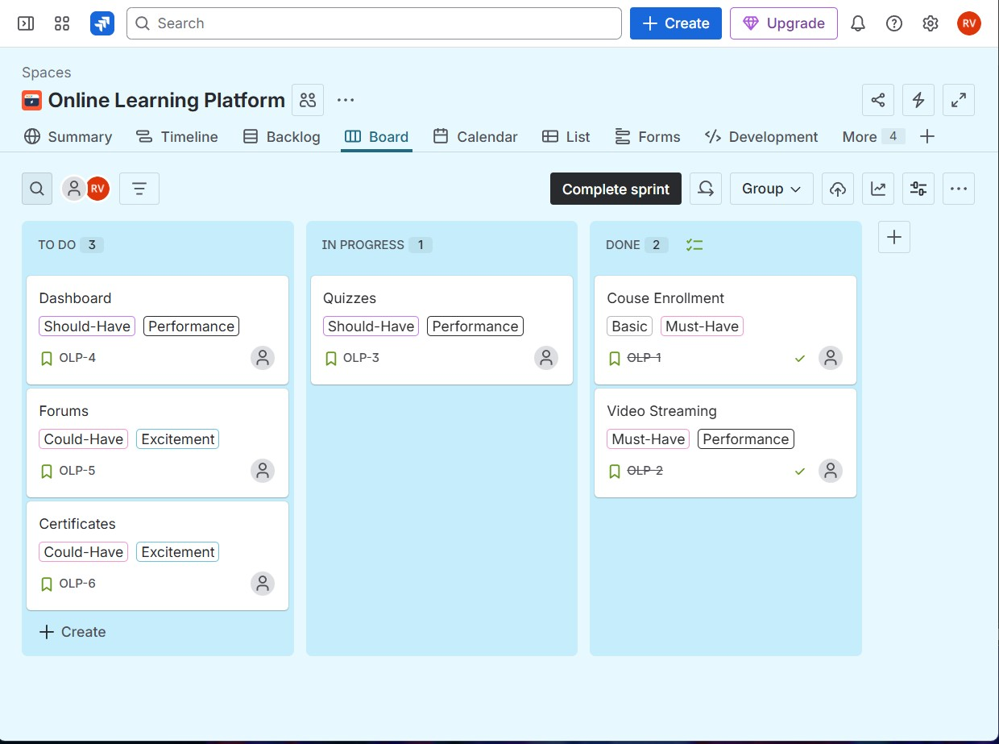 Search
Create
Upgrade
RV
Spaces
Online Learning Platform
Summary
Timeline
Backlog
Board
Calendar
List
Forms
Development
More 4
RV
Complete sprint
Group
TO DO 3
IN PROGRESS 1
DONE 2
Dashboard
Should-Have Performance
OLP-4
Forums
Could-Have Excitement
OLP-5
Certificates
Could-Have Excitement
OLP-6
Create
Quizzes
Should-Have Performance
OLP-3
Couse Enrollment
Basic Must-Have
OLP-1
Video Streaming
Must-Have Performance
OLP-2